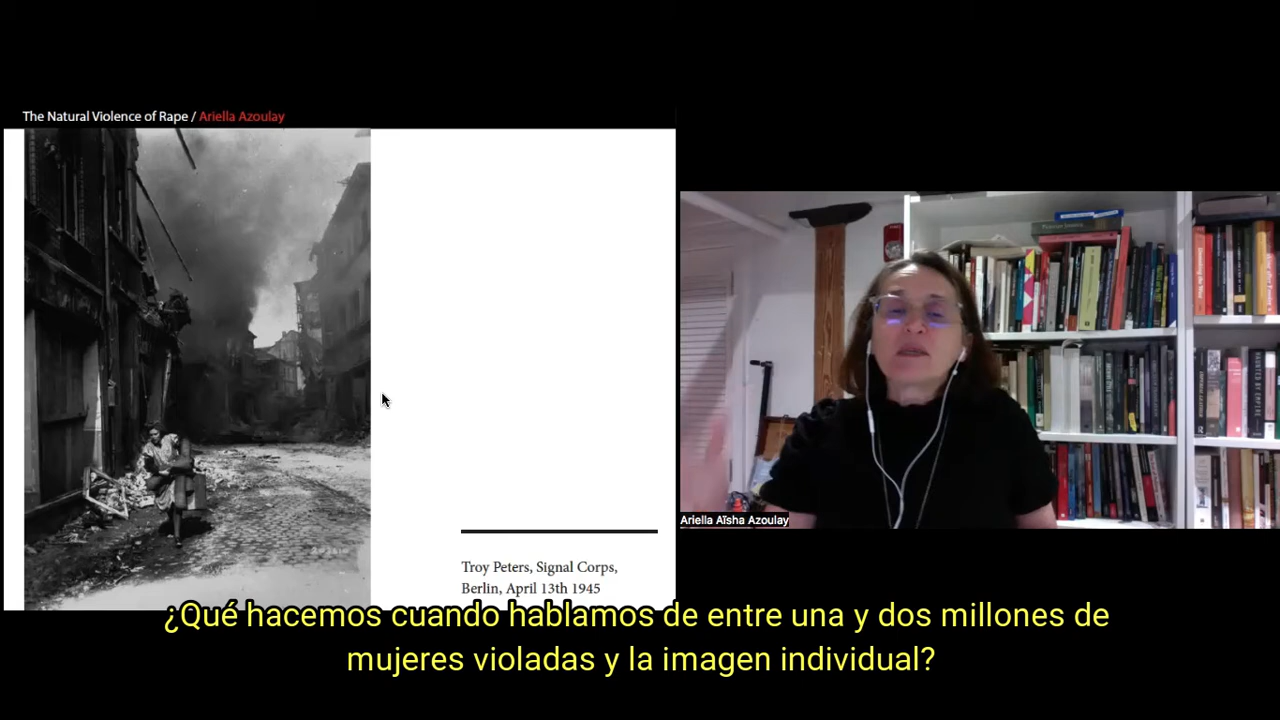 The Natural Violence of Rape / Ariella Azoulay
Troy Peters, Signal Corps,
Berlin, April 13th 1945
Ariella Aïsha Azoulay
¿Qué hacemos cuando hablamos de entre una y dos millones de
mujeres violadas y la imagen individual?